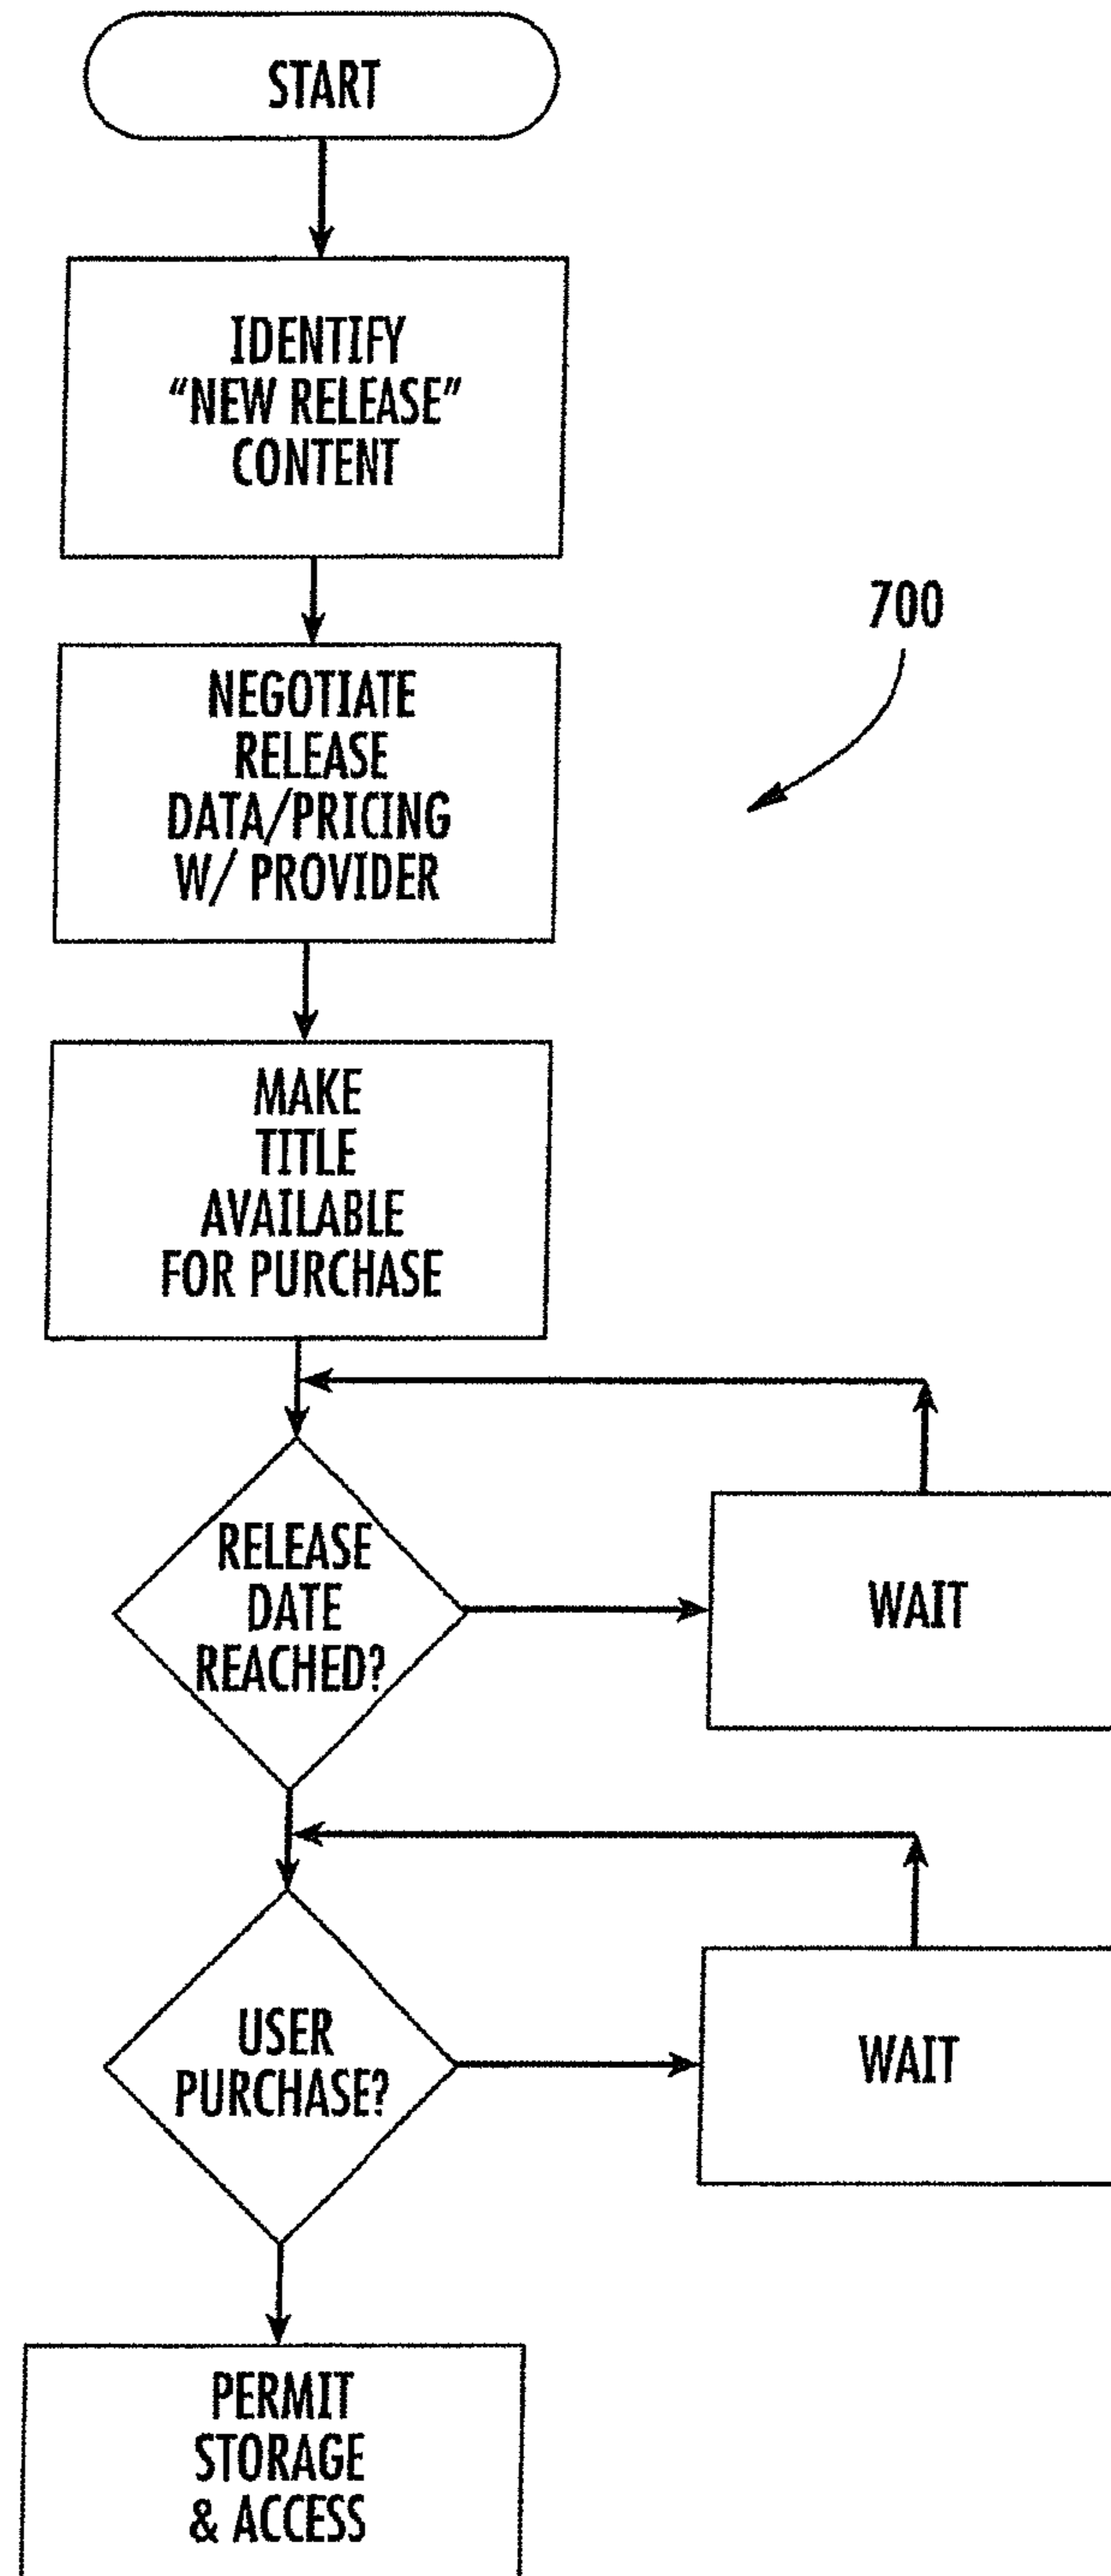 START
IDENTIFY
“NEW RELEASE”
CONTENT
700
NEGOTIATE
RELEASE
DATA/PRICING
W/ PROVIDER
MAKE
TITLE
AVAILABLE
FOR PURCHASE
RELEASE
DATE
REACHED?
WAIT
USER
PURCHASE?
WAIT
PERMIT
STORAGE
& ACCESS